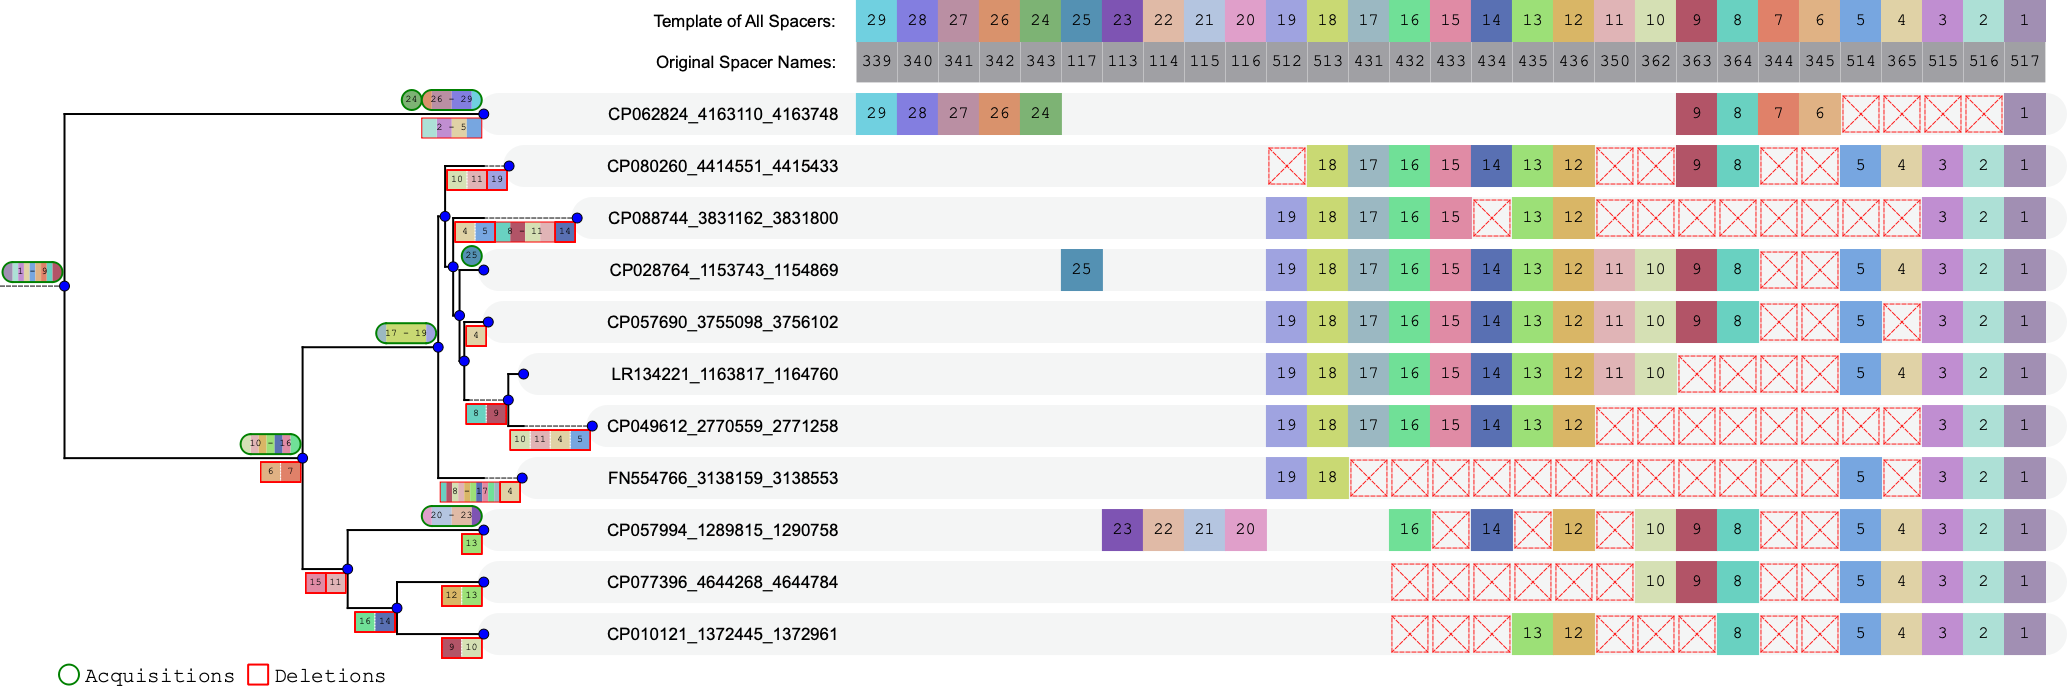 Template of All Spacers: 29 28 27 26 24 25 23 22 21 20 19 18 17 16 15 14 13 12 11 10 9 8 7 6 5 4 3 2 1
Original Spacer Names: 339 340 341 342 343 117 113 114 115 116 512 513 431 432 433 434 435 436 350 362 363 364 344 345 514 365 515 516 517
24 26 - 29
CP062824_4163110_4163748 29 28 27 26 24 9 8 7 6 1
2 - 5
CP080260_4414551_4415433 18 17 16 15 14 13 12 9 8 5 4 3 2 1
10 11 19
CP088744_3831162_3831800 19 18 17 16 15 13 12 3 2 1
4 5 8 - 11 14
25
CP028764_1153743_1154869 25 19 18 17 16 15 14 13 12 11 10 9 8 5 4 3 2 1
1 - 9
CP057690_3755098_3756102 19 18 17 16 15 14 13 12 11 10 9 8 5 3 2 1
17 - 19
4
LR134221_1163817_1164760 19 18 17 16 15 14 13 12 11 10 5 4 3 2 1
8 9
CP049612_2770559_2771258 19 18 17 16 15 14 13 12 3 2 1
10 11 4 5
10 - 16
6 7
FN554766_3138159_3138553 19 18 5 3 2 1
8 - 17 4
20 - 23
CP057994_1289815_1290758 23 22 21 20 16 14 12 10 9 8 5 4 3 2 1
13
15 11
CP077396_4644268_4644784 10 9 8 5 4 3 2 1
12 13
16 14
CP010121_1372445_1372961 13 12 8 5 4 3 2 1
9 10
Acquisitions Deletions